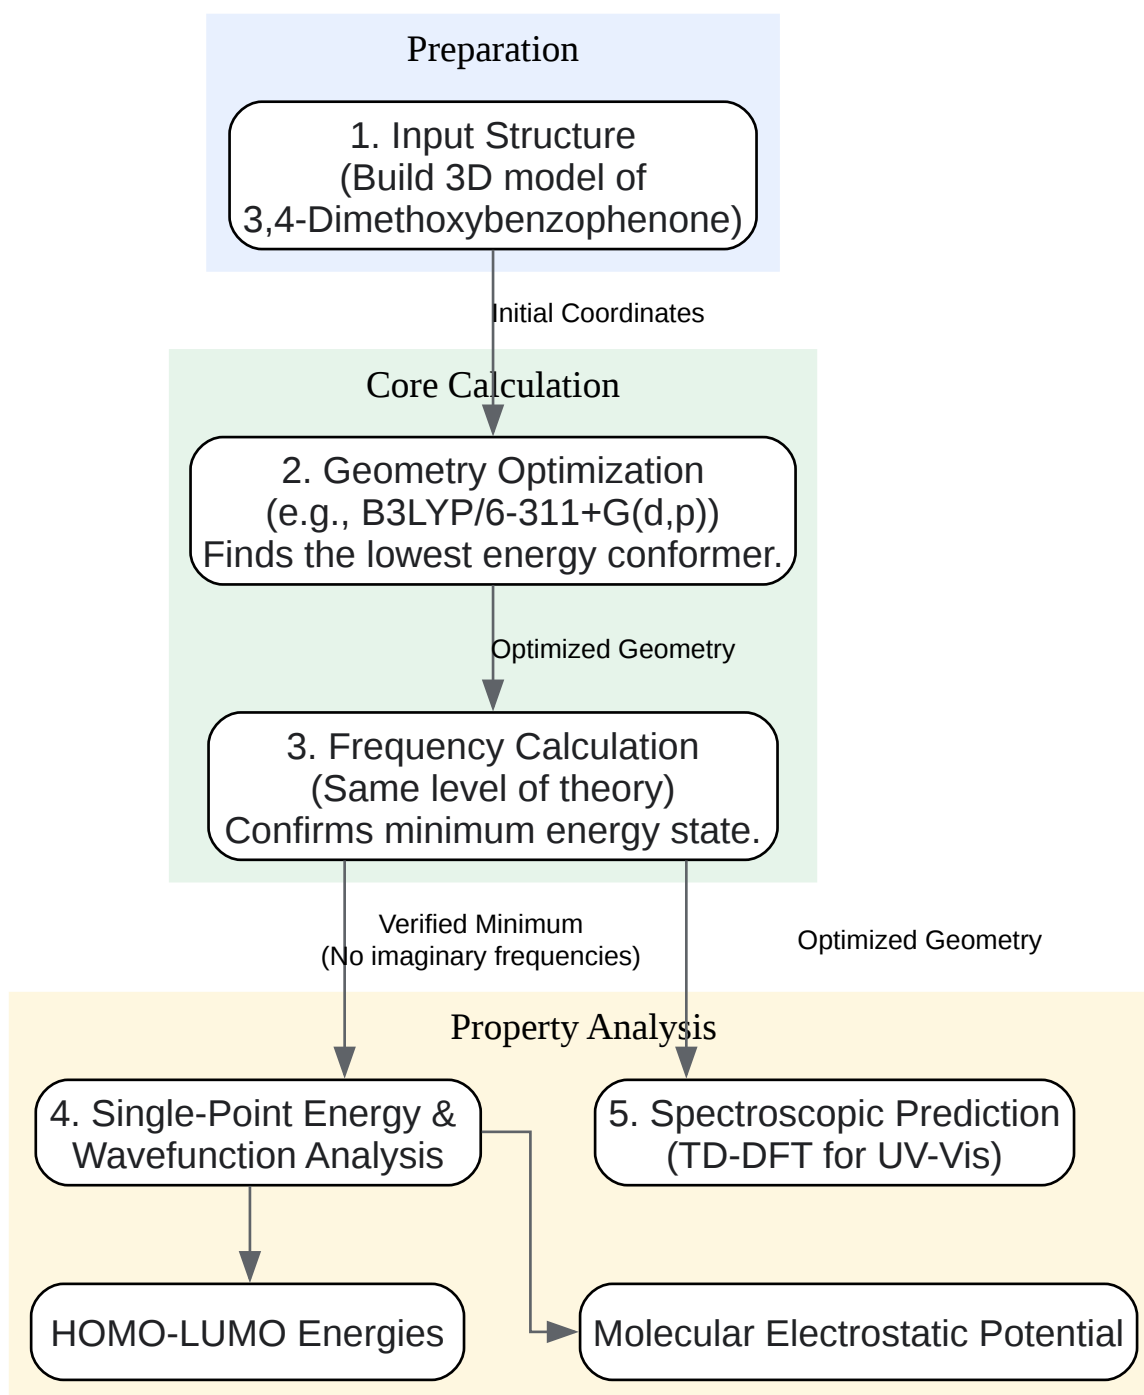 Preparation
1. Input Structure
(Build 3D model of
3,4-Dimethoxybenzophenone)
Initial Coordinates
Core Calculation
2. Geometry Optimization
(e.g., B3LYP/6-311+G(d,p))
Finds the lowest energy conformer.
Optimized Geometry
3. Frequency Calculation
(Same level of theory)
Confirms minimum energy state.
Verified Minimum
(No imaginary frequencies)
Optimized Geometry
Property Analysis
4. Single-Point Energy &
Wavefunction Analysis
5. Spectroscopic Prediction
(TD-DFT for UV-Vis)
HOMO-LUMO Energies
Molecular Electrostatic Potential